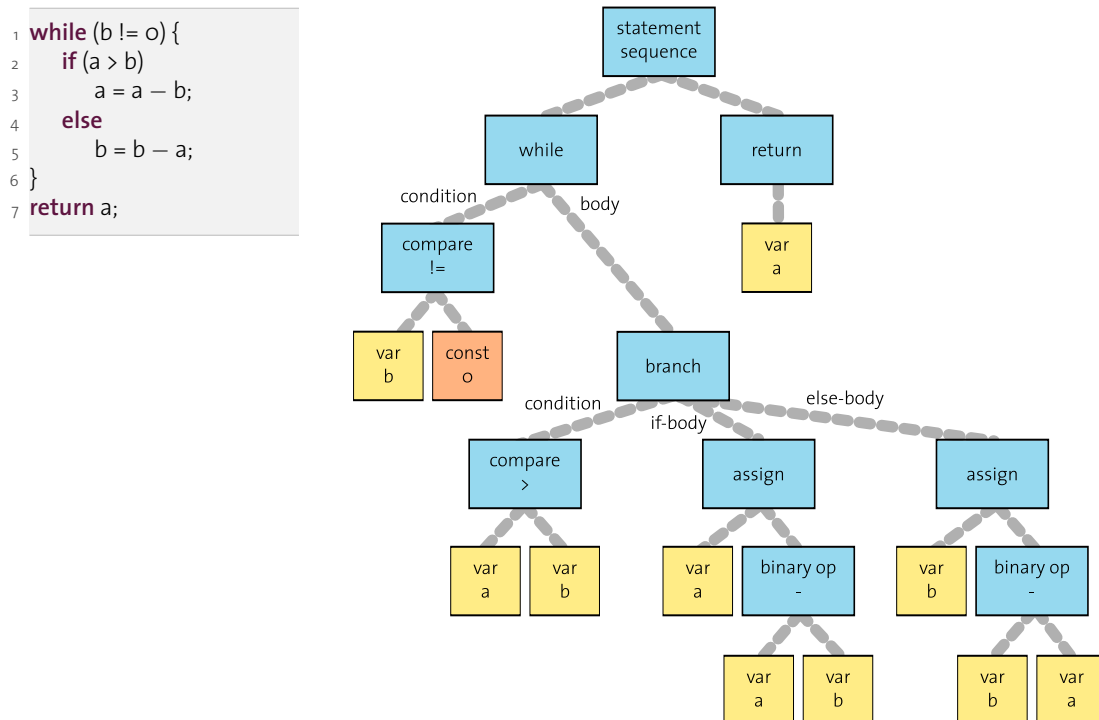 1 while (b != 0) {
2 if (a > b)
3 a = a − b;
4 else
5 b = b − a;
6 }
7 return a;
statement
sequence
while
return
condition
body
compare
!=
var
a
var
b
const
0
branch
condition
if-body
else-body
compare
>
assign
assign
var
a
var
b
var
a
binary op
-
var
b
binary op
-
var
a
var
b
var
b
var
a